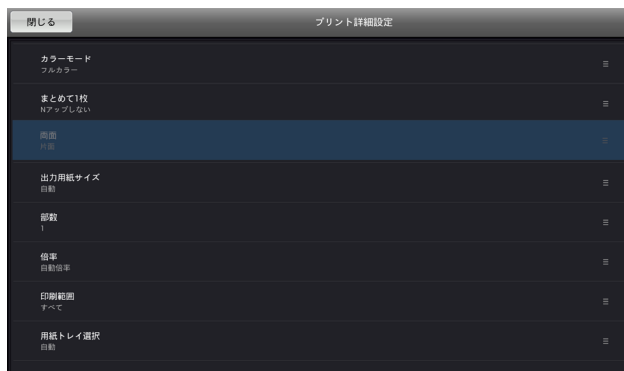 閉じる
プリント詳細設定
カラーモード
フルカラー
まとめて1枚
Nアップしない
両面
片面
出力用紙サイズ
自動
部数
1
倍率
自動倍率
印刷範囲
すべて
用紙トレイ選択
自動